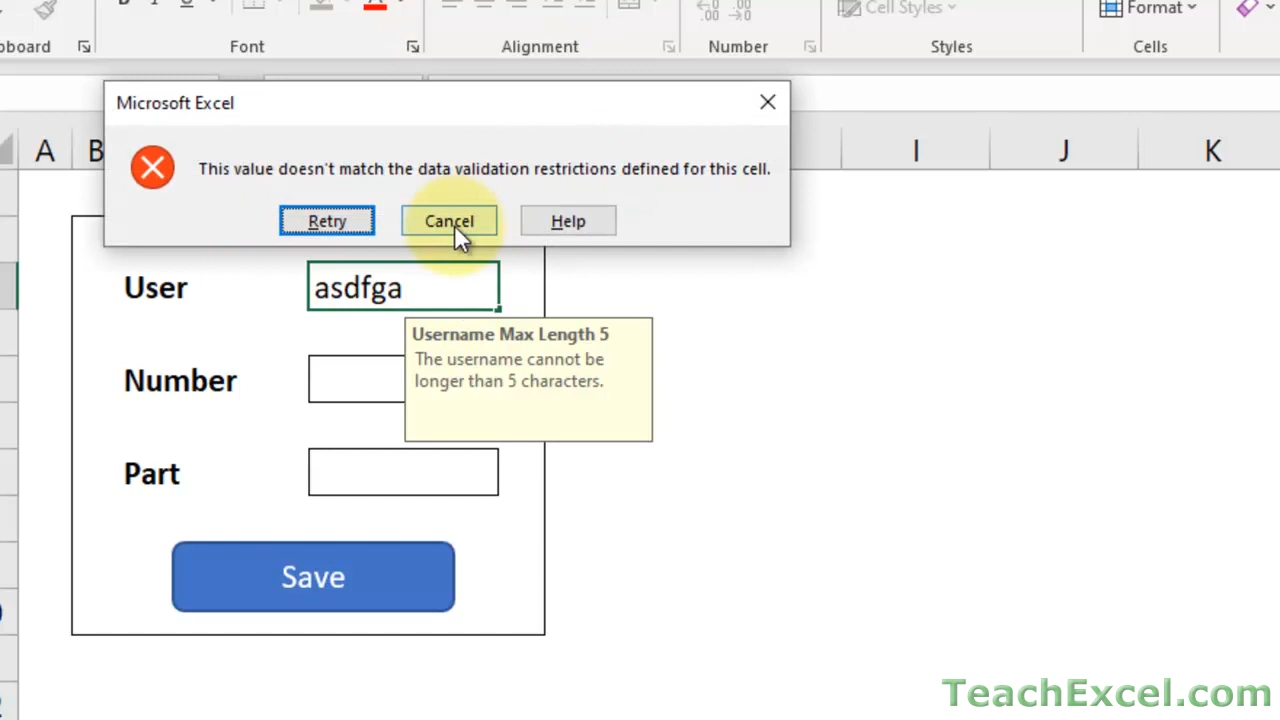 Cell Styles Format
Font Alignment Number Styles Cells
Microsoft Excel
This value doesn't match the data validation restrictions defined for this cell.
Retry Cancel Help
A B I J K
User asdfga
Username Max Length 5
The username cannot be
longer than 5 characters.
Number
Part
Save
TeachExcel.com